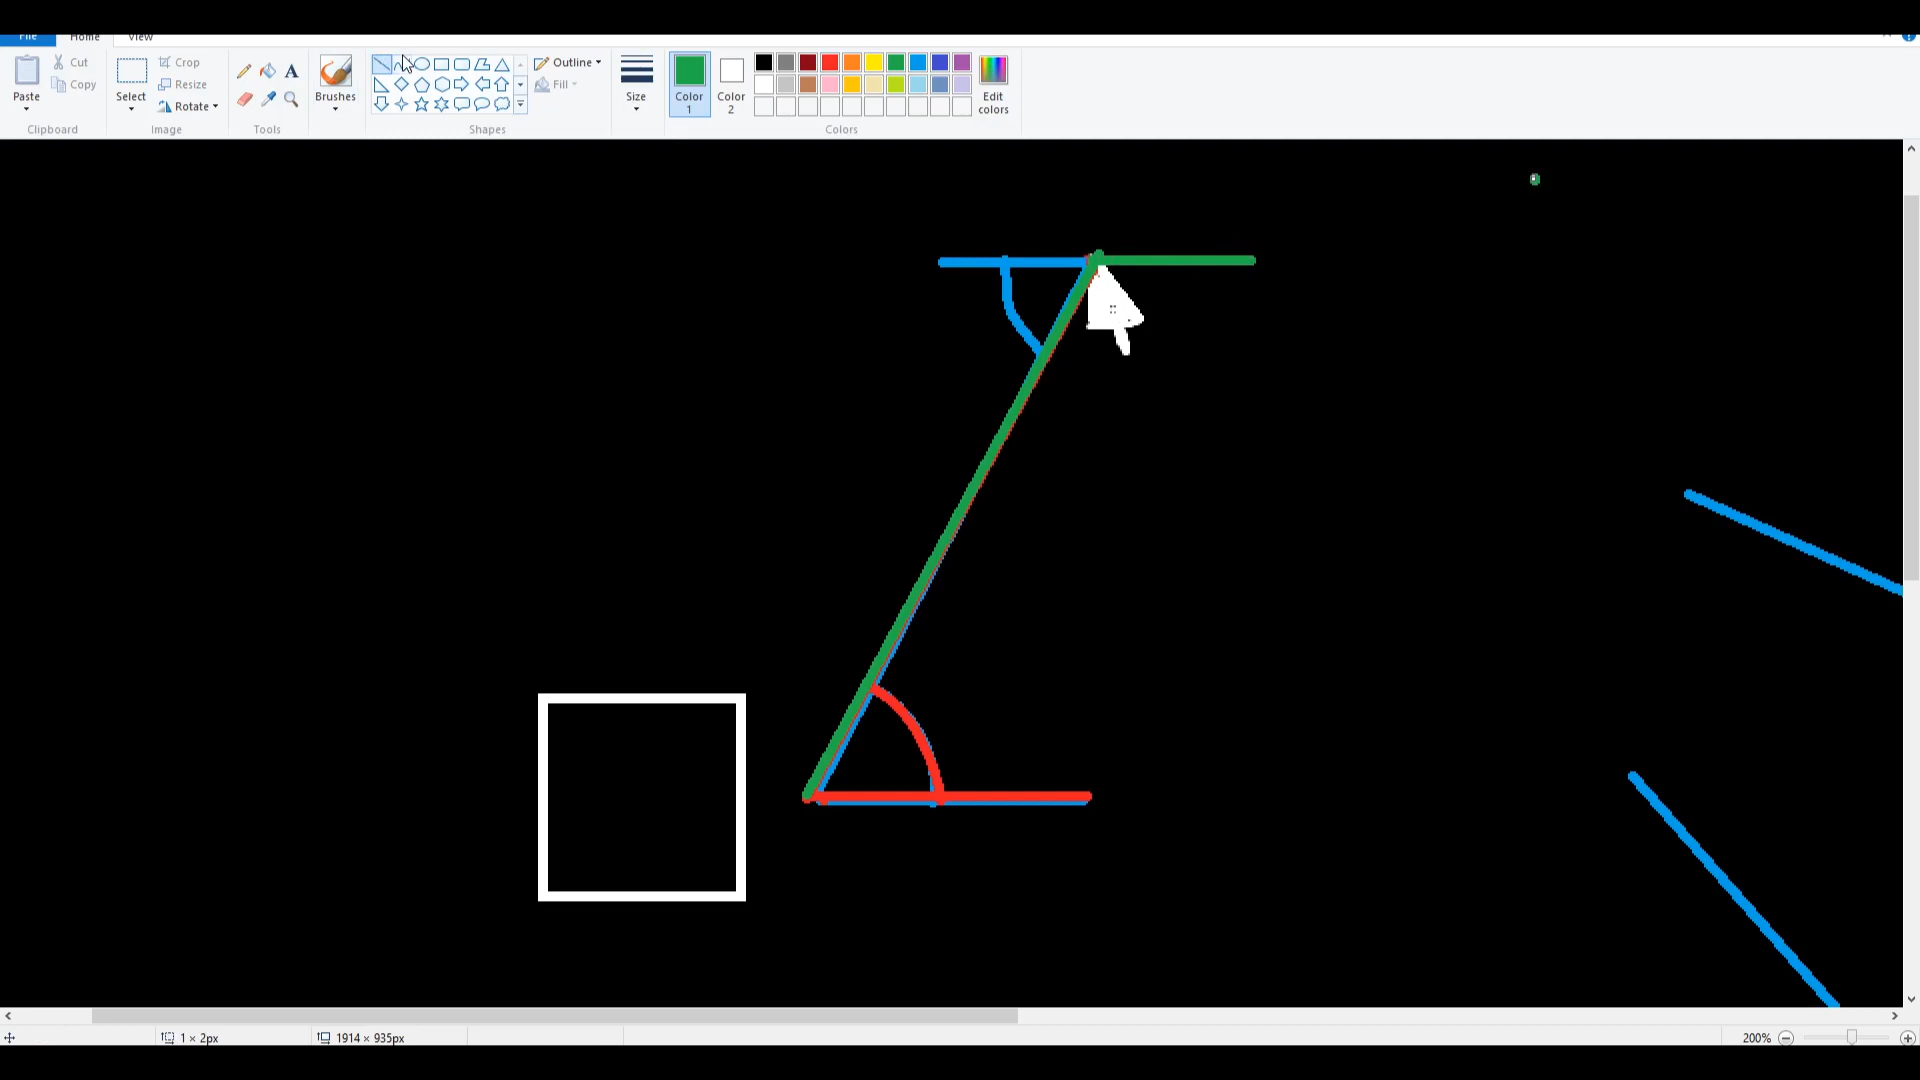 File Home View
Paste
Cut
Copy
Clipboard
Select
Crop
Resize
Rotate
Image
Tools
Brushes
Outline
Fill
Shapes
Size
Color 1
Color 2
Edit colors
Colors
1 × 2px 1914 × 935px 200%